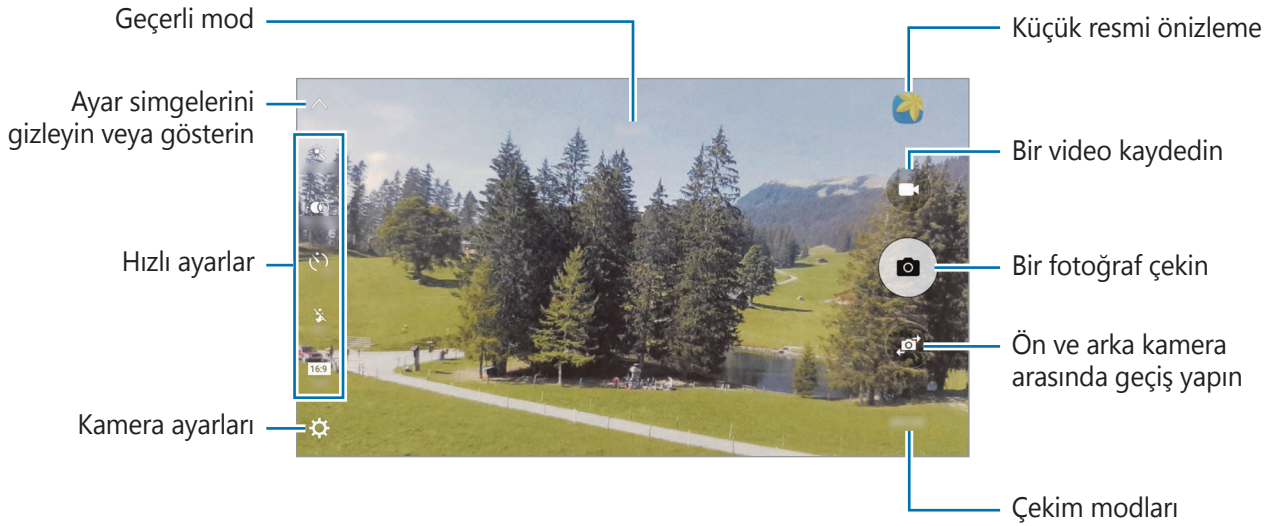 Geçerli mod
Küçük resmi önizleme
Ayar simgelerini
gizleyin veya gösterin
Bir video kaydedin
Hızlı ayarlar
Bir fotoğraf çekin
16:9
Ön ve arka kamera
arasında geçiş yapın
Kamera ayarları
Çekim modları